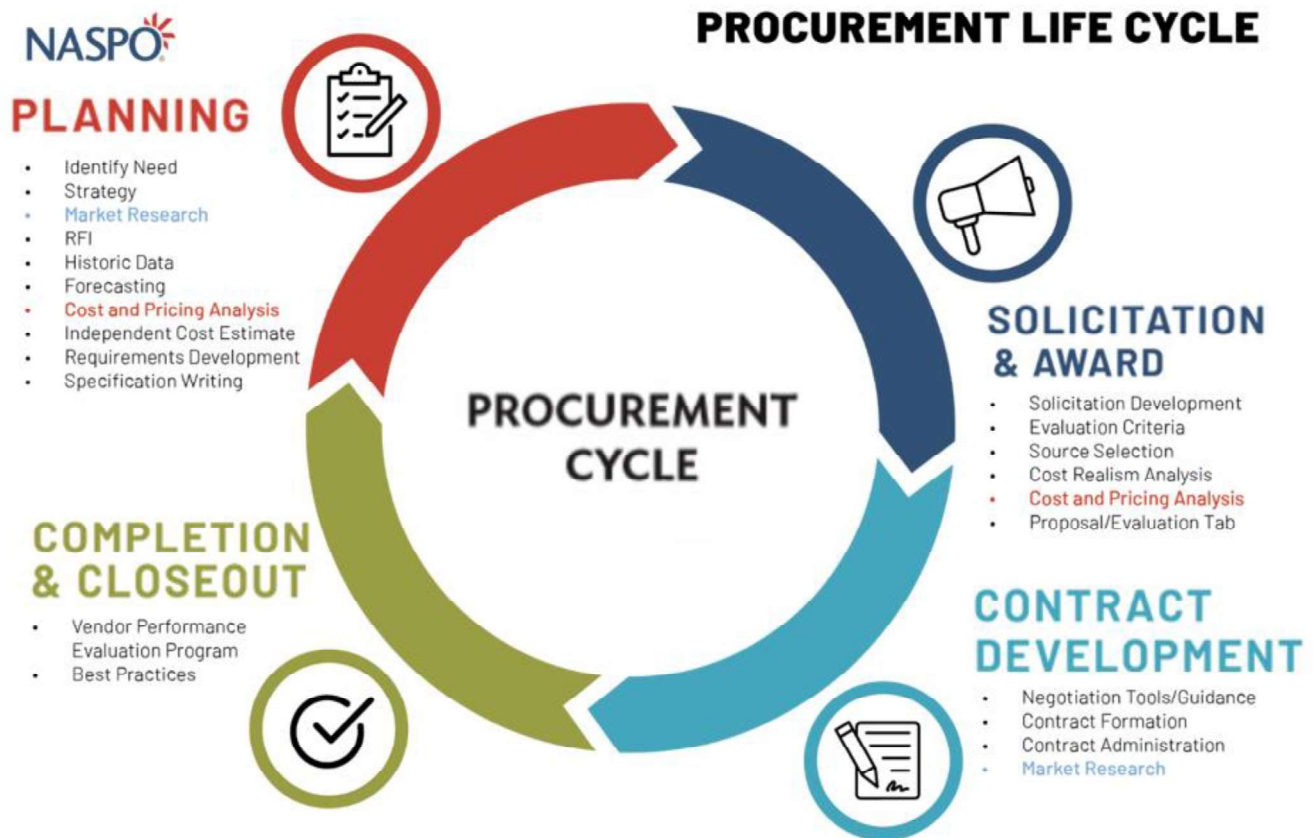 NASPO
PROCUREMENT LIFE CYCLE
PLANNING
• Identify Need
• Strategy
• Market Research
• RFI
• Historic Data
• Forecasting
• Cost and Pricing Analysis
• Independent Cost Estimate
• Requirements Development
• Specification Writing
SOLICITATION
& AWARD
• Solicitation Development
• Evaluation Criteria
• Source Selection
• Cost Realism Analysis
• Cost and Pricing Analysis
• Proposal/Evaluation Tab
PROCUREMENT
CYCLE
COMPLETION
& CLOSEOUT
• Vendor Performance
Evaluation Program
• Best Practices
CONTRACT
DEVELOPMENT
• Negotiation Tools/Guidance
• Contract Formation
• Contract Administration
• Market Research